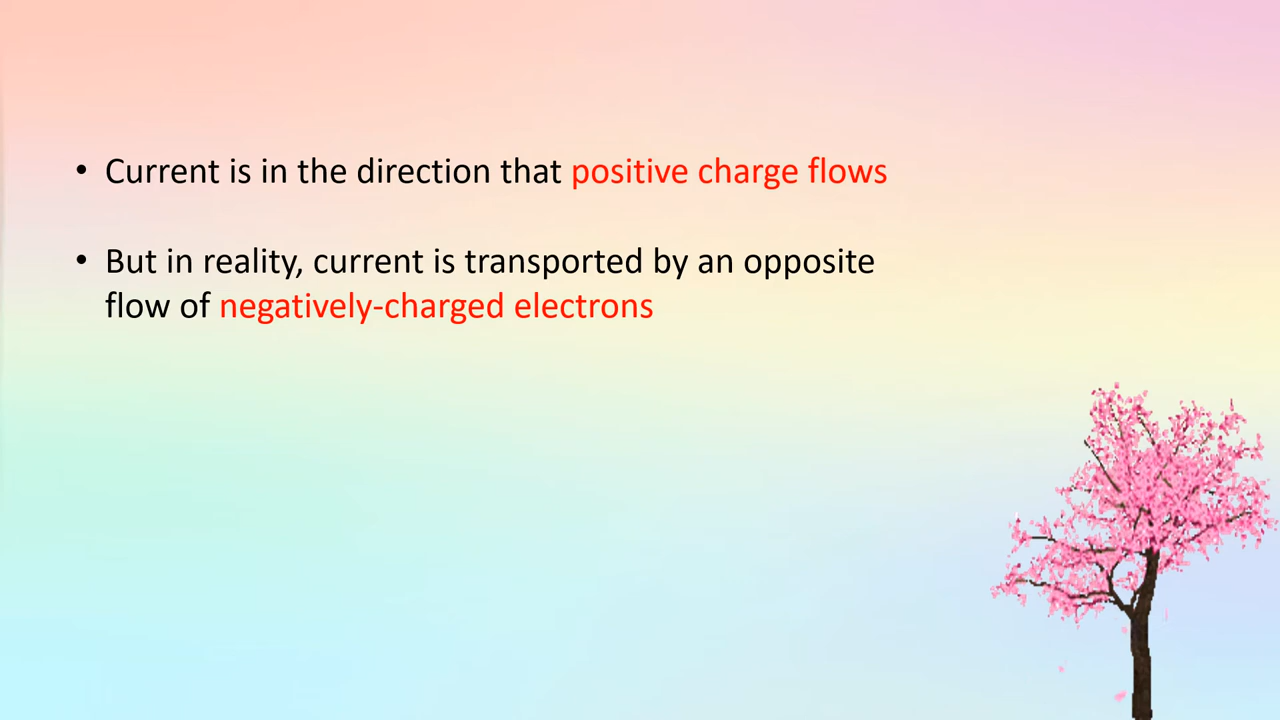 • Current is in the direction that positive charge flows
• But in reality, current is transported by an opposite
flow of negatively-charged electrons